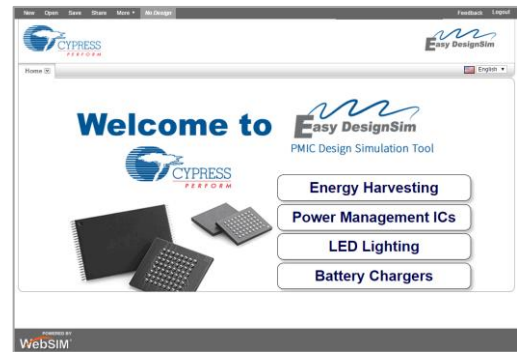 New Open Save Share More No Design Feedback Logout
CYPRESS
PERFORM
Easy DesignSim
Home
English
Welcome to
Easy DesignSim
PMIC Design Simulation Tool
CYPRESS
PERFORM
Energy Harvesting
Power Management ICs
LED Lighting
Battery Chargers
POWERED BY
WebSIM